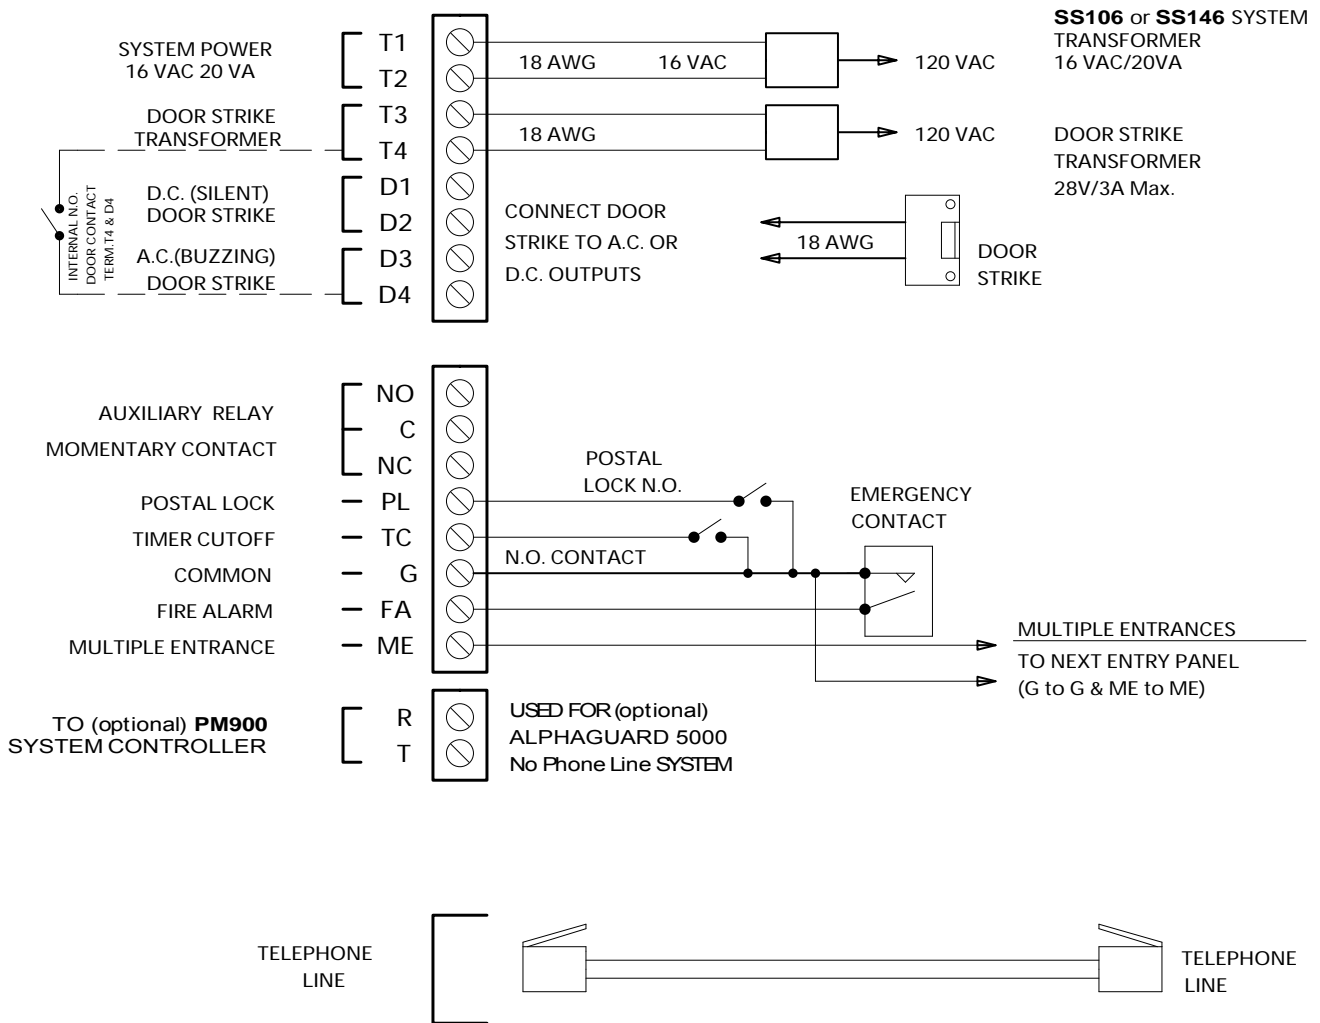 SS106 or SS146 SYSTEM
TRANSFORMER
16 VAC/20VA
SYSTEM POWER
16 VAC 20 VA
T1
T2
18 AWG
16 VAC
120 VAC
DOOR STRIKE
TRANSFORMER
T3
T4
18 AWG
120 VAC
DOOR STRIKE
TRANSFORMER
28V/3A Max.
INTERNAL N.O.
DOOR CONTACT
TERM.T4 & D4
D.C. (SILENT)
DOOR STRIKE
D1
D2
A.C.(BUZZING)
DOOR STRIKE
D3
D4
CONNECT DOOR
STRIKE TO A.C. OR
D.C. OUTPUTS
18 AWG
DOOR
STRIKE
AUXILIARY RELAY
MOMENTARY CONTACT
NO
C
NC
POSTAL LOCK
PL
POSTAL
LOCK N.O.
TIMER CUTOFF
TC
EMERGENCY
CONTACT
COMMON
G
N.O. CONTACT
FIRE ALARM
FA
MULTIPLE ENTRANCE
ME
MULTIPLE ENTRANCES
TO NEXT ENTRY PANEL
(G to G & ME to ME)
TO (optional) PM900
SYSTEM CONTROLLER
R
T
USED FOR (optional)
ALPHAGUARD 5000
No Phone Line SYSTEM
TELEPHONE
LINE
TELEPHONE
LINE